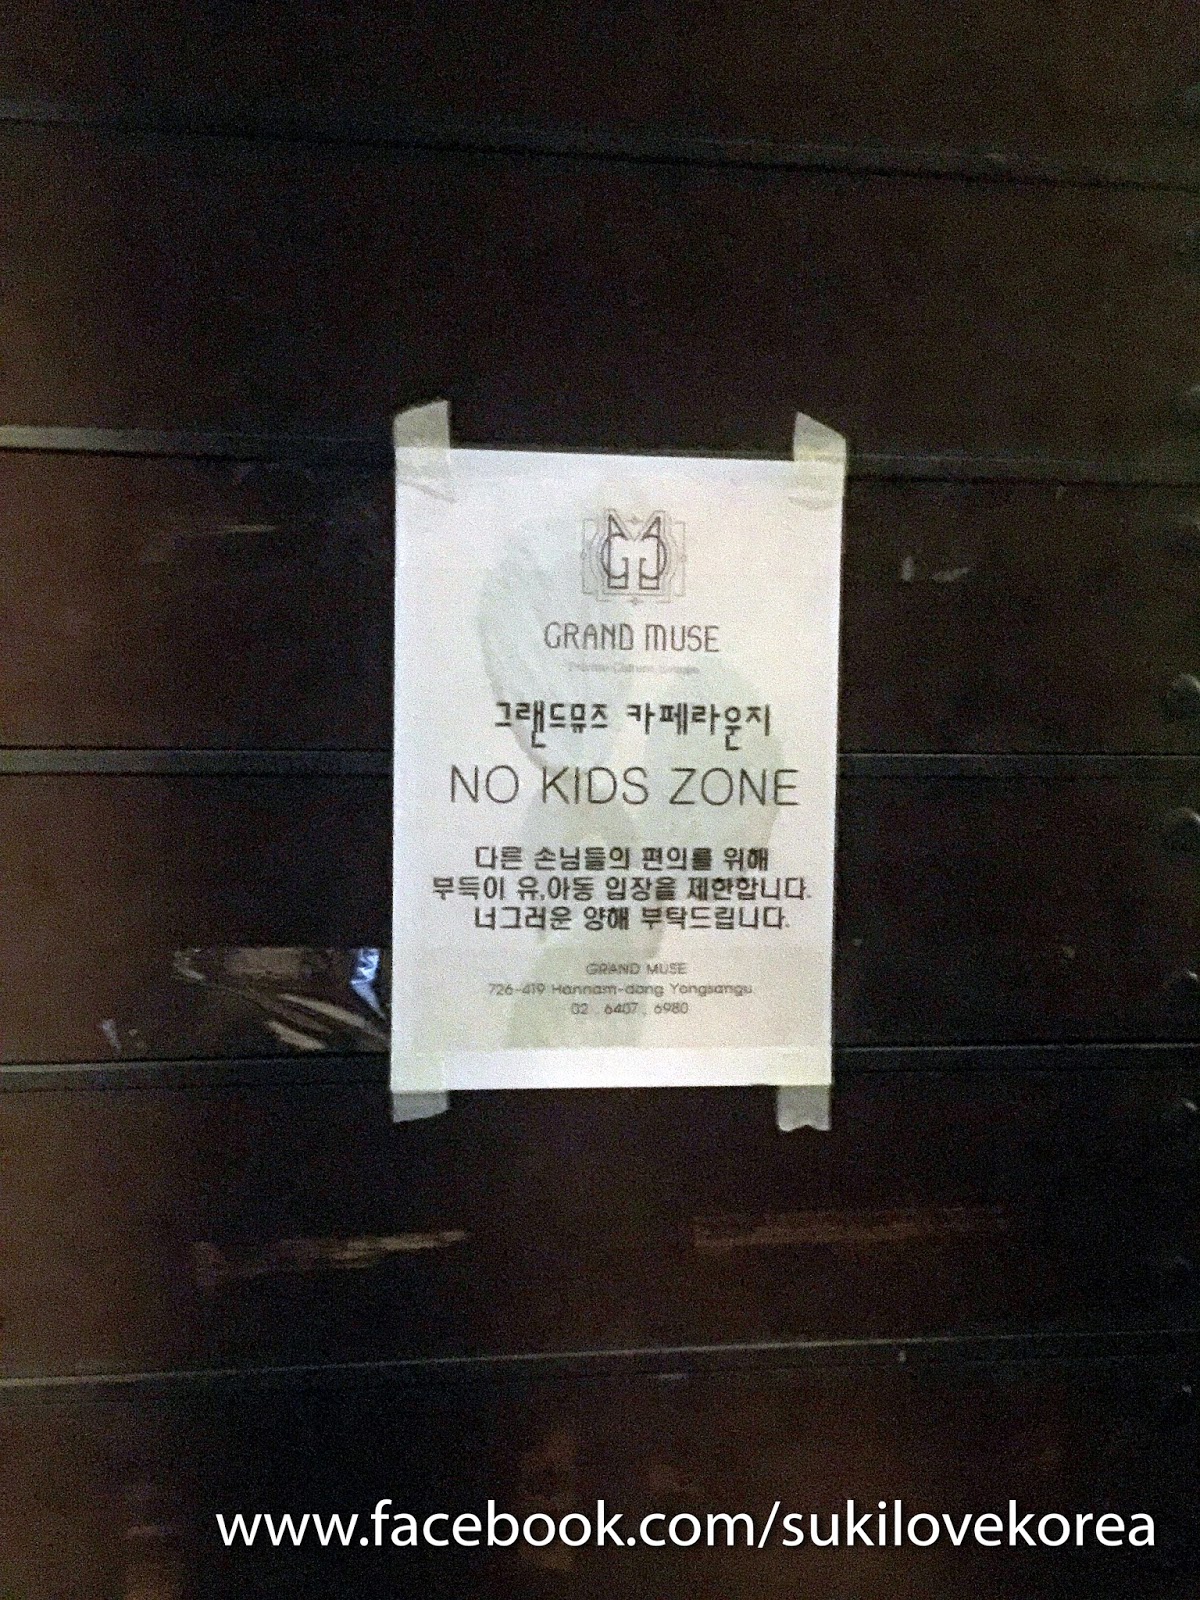 GRAND MUSE
그랜드뮤즈 카페라운지
NO KIDS ZONE
다른 손님들의 편의를 위해
부득이 유,아동 입장을 제한합니다.
너그러운 양해 부탁드립니다.
GRAND MUSE
726-419 Hannam-dong Yongsangu
02 . 6407 . 6980
www.facebook.com/sukilovekorea